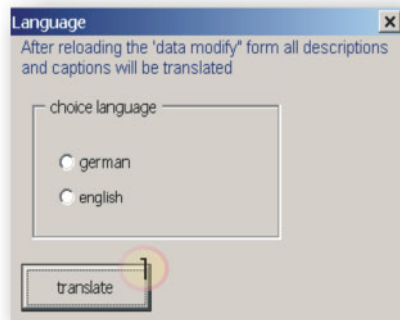 Language
After reloading the 'data modify" form all descriptions
and captions will be translated
choice language
german
english
translate